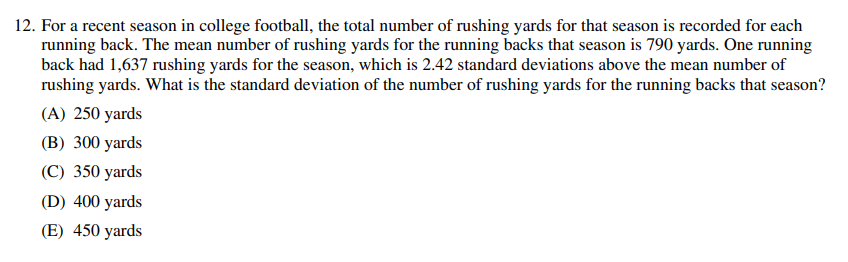 12. For a recent season in college football, the total number of rushing yards for that season is recorded for each
running back. The mean number of rushing yards for the running backs that season is 790 yards. One running
back had 1,637 rushing yards for the season, which is 2.42 standard deviations above the mean number of
rushing yards. What is the standard deviation of the number of rushing yards for the running backs that season?
(A) 250 yards
(B) 300 yards
(C) 350 yards
(D) 400 yards
(E) 450 yards